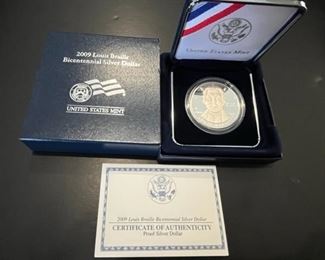 2009 Louis Braille
Bicentennial Silver Dollar
UNITED STATES MINT
UNITED STATES MINT
2009 Louis Braille Bicentennial Silver Dollar
CERTIFICATE OF AUTHENTICITY
Proof Silver Dollar